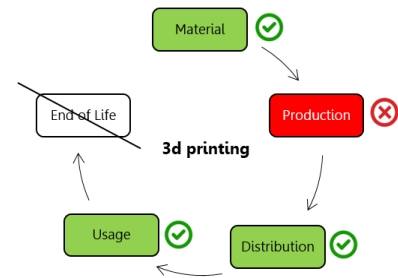 Material
Production
End of Life
3d printing
Usage
Distribution